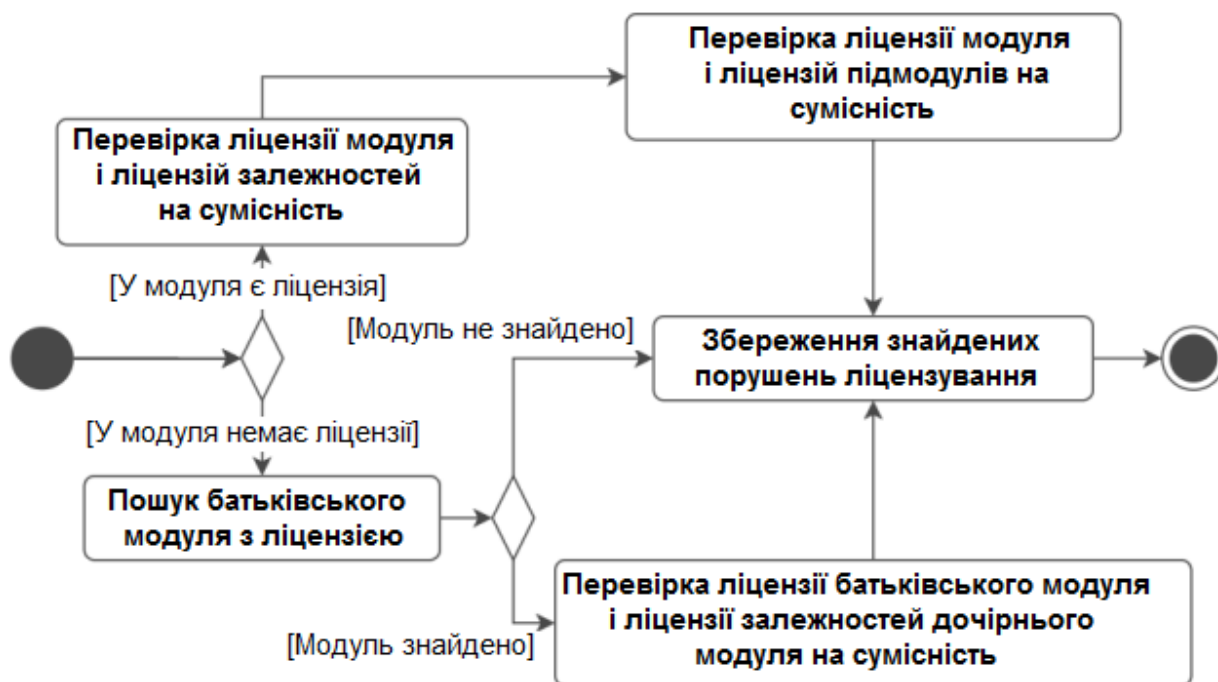 Перевірка ліцензії модуля
і ліцензій підмодулів на
сумісність
Перевірка ліцензії модуля
і ліцензій залежностей
на сумісність
[У модуля є ліцензія]
[Модуль не знайдено]
Збереження знайдених
порушень ліцензування
[У модуля немає ліцензії]
Пошук батьківського
модуля з ліцензією
[Модуль знайдено]
Перевірка ліцензії батьківського модуля
і ліцензії залежностей дочірнього
модуля на сумісність